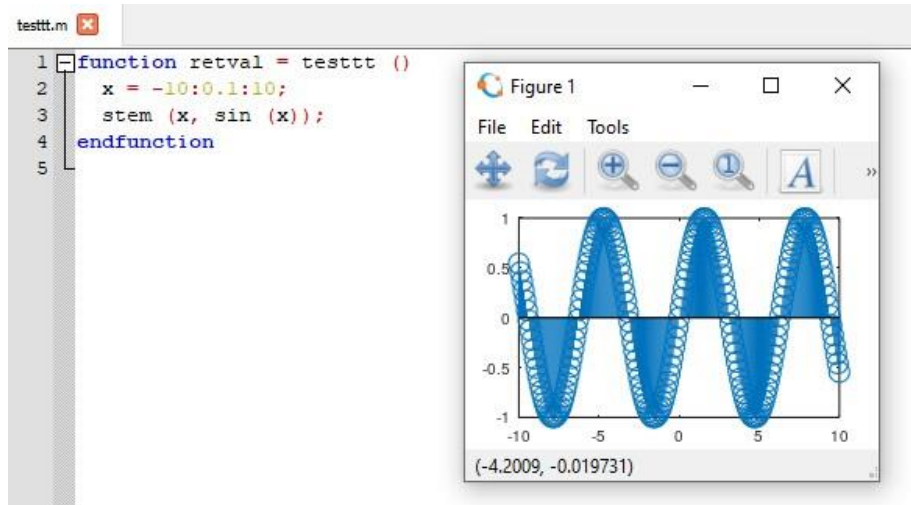 testtt.m
1 function retval = testtt ()
2 x = -10:0.1:10;
3 stem (x, sin (x));
4 endfunction
5
Figure 1
File Edit Tools
1
A
»
1
0.5
0
-0.5
-1
-10 -5 0 5 10
(-4.2009, -0.019731)